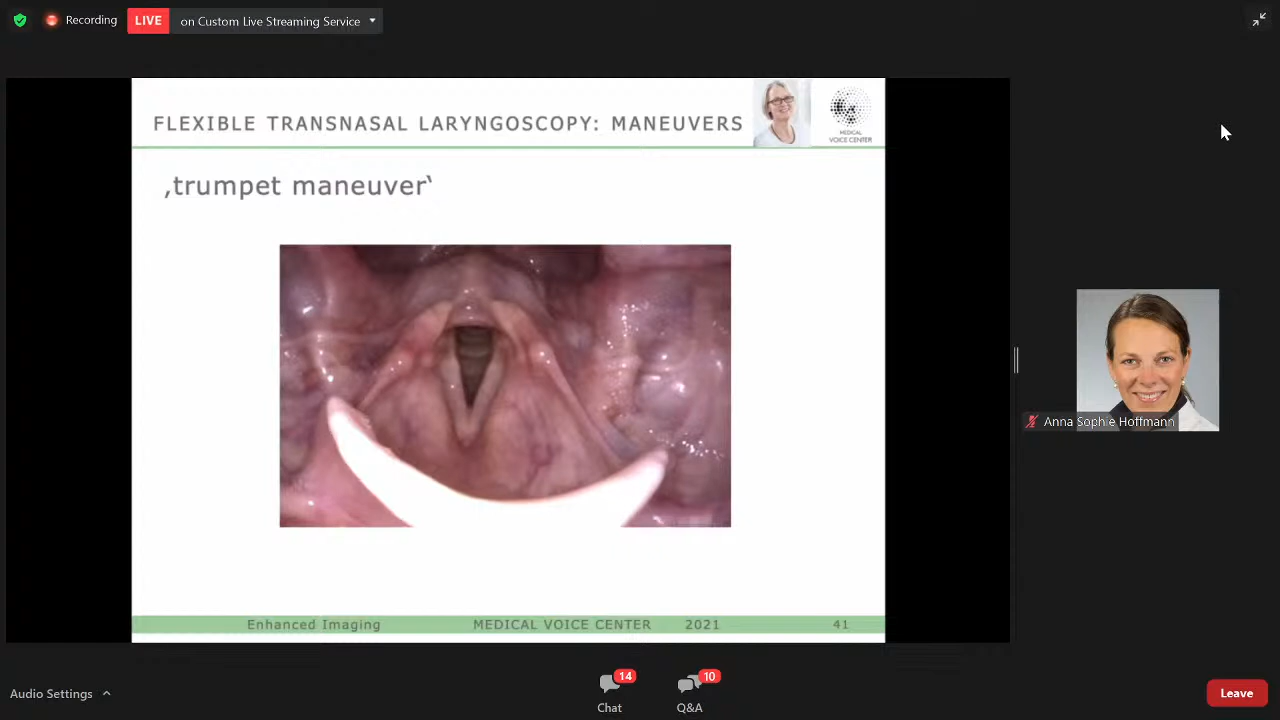 Recording
LIVE
on Custom Live Streaming Service
FLEXIBLE TRANSNASAL LARYNGOSCOPY: MANEUVERS
MEDICAL
VOICE CENTER
‚trumpet maneuver‘
Anna Sophie Hoffmann
Enhanced Imaging MEDICAL VOICE CENTER 2021 41
Audio Settings
14
Chat
10
Q&A
Leave